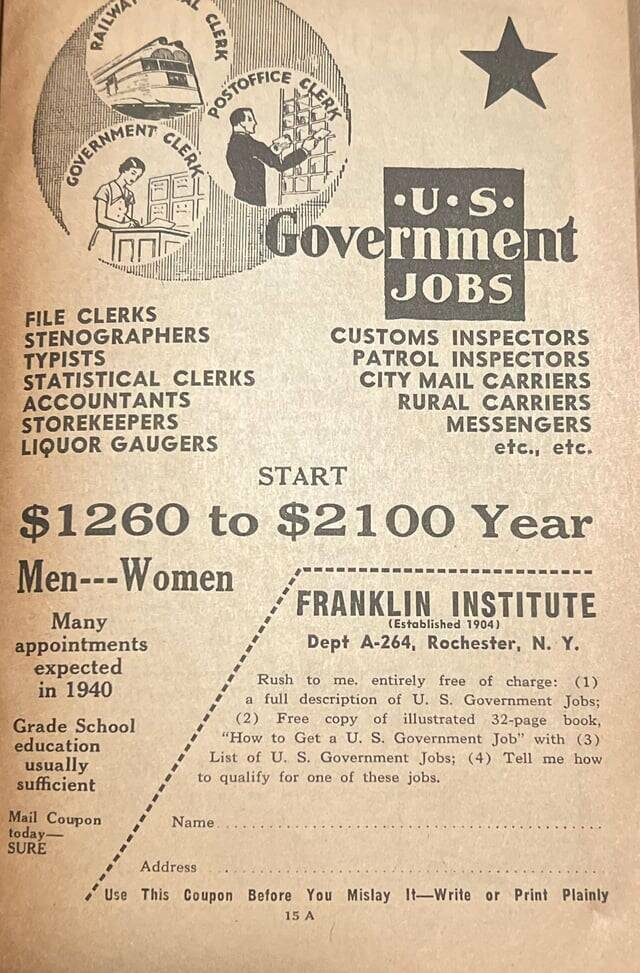 RAILWAY
CLERK
POSTOFFICE CLERK
GOVERNMENT CLERK
·U·S·
Government
JOBS
FILE CLERKS
STENOGRAPHERS
TYPISTS
STATISTICAL CLERKS
ACCOUNTANTS
STOREKEEPERS
LIQUOR GAUGERS
CUSTOMS INSPECTORS
PATROL INSPECTORS
CITY MAIL CARRIERS
RURAL CARRIERS
MESSENGERS
etc., etc.
START
$1260 to $2100 Year
Men---Women
Many
appointments
expected
in 1940
Grade School
education
usually
sufficient
Mail Coupon
today—
SURE
FRANKLIN INSTITUTE
(Established 1904)
Dept A-264, Rochester, N. Y.
Rush to me. entirely free of charge: (1)
a full description of U. S. Government Jobs;
(2) Free copy of illustrated 32-page book,
"How to Get a U. S. Government Job" with (3)
List of U. S. Government Jobs; (4) Tell me how
to qualify for one of these jobs.
Name
Address
Use This Coupon Before You Mislay It—Write or Print Plainly
15 A